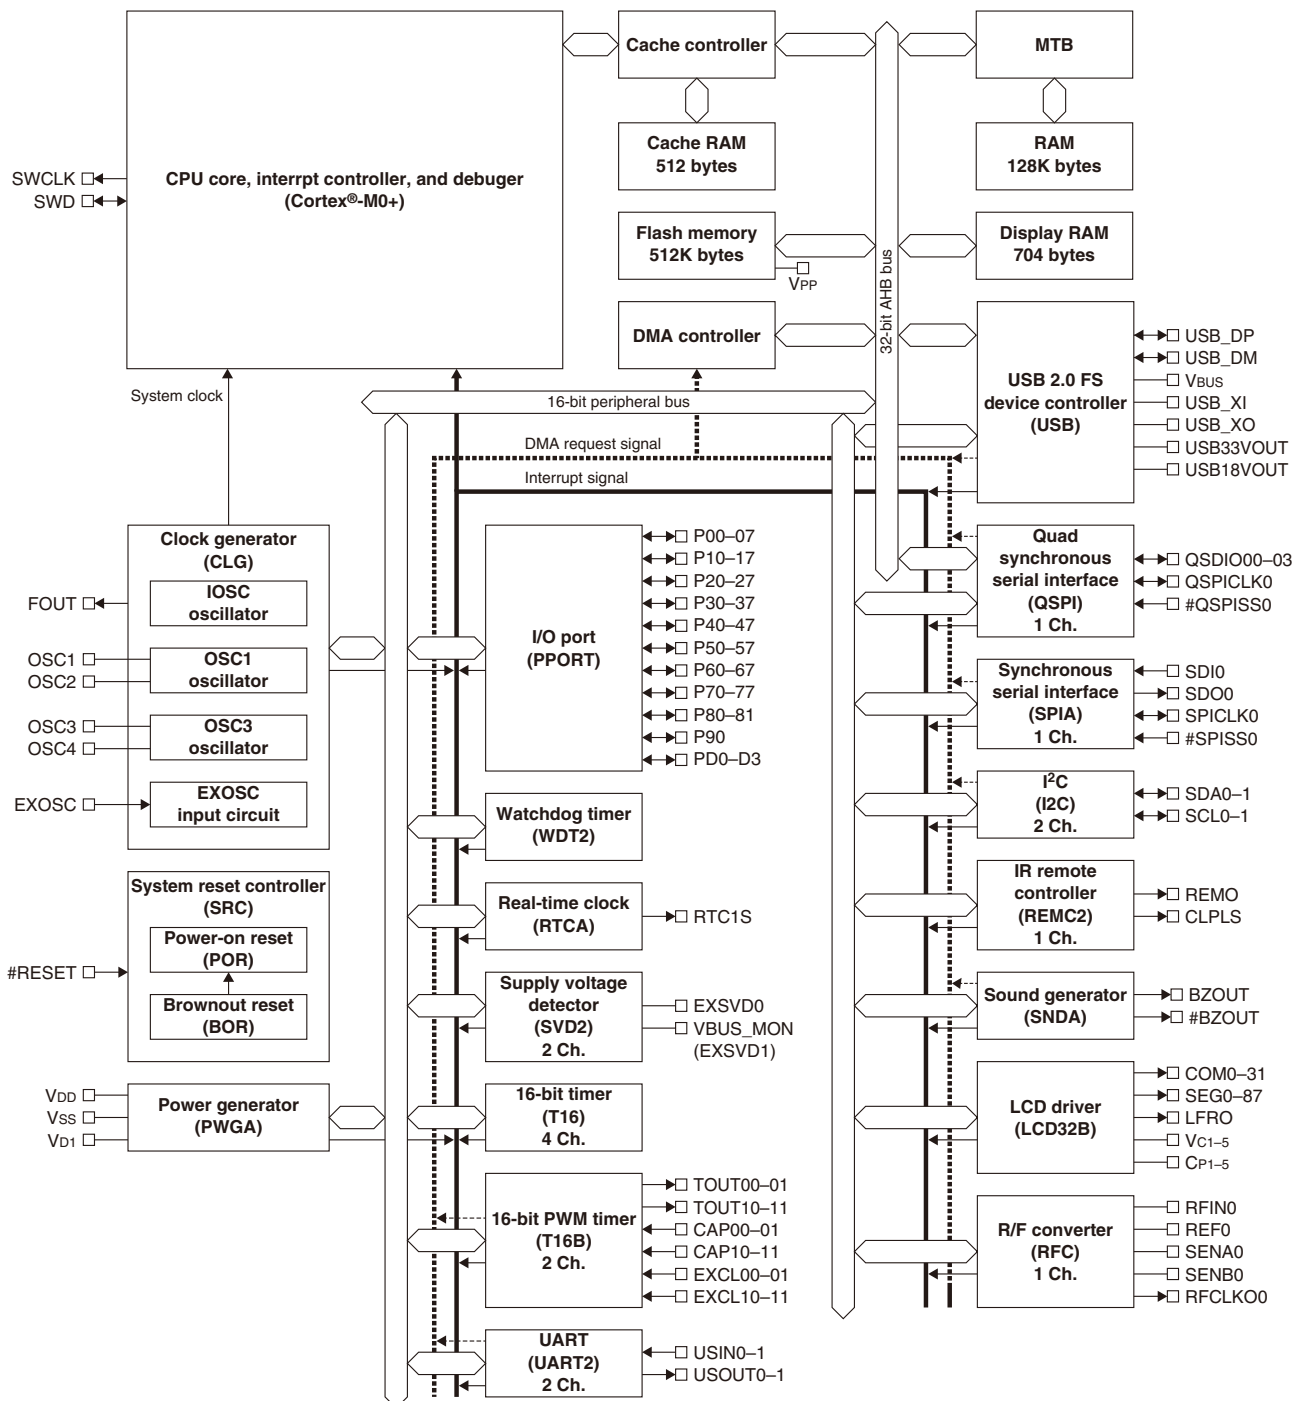 CPU core, interrpt controller, and debuger
(Cortex®-M0+)
SWCLK
SWD
Cache controller
MTB
Cache RAM
512 bytes
RAM
128K bytes
Flash memory
512K bytes
VPP
Display RAM
704 bytes
32-bit AHB bus
DMA controller
USB 2.0 FS
device controller
(USB)
USB_DP
USB_DM
VBUS
USB_XI
USB_XO
USB33VOUT
USB18VOUT
System clock
16-bit peripheral bus
DMA request signal
Interrupt signal
Clock generator
(CLG)
IOSC
oscillator
OSC1
oscillator
OSC3
oscillator
EXOSC
input circuit
FOUT
OSC1
OSC2
OSC3
OSC4
EXOSC
System reset controller
(SRC)
Power-on reset
(POR)
Brownout reset
(BOR)
#RESET
Power generator
(PWGA)
VDD
VSS
VD1
I/O port
(PPORT)
P00–07
P10–17
P20–27
P30–37
P40–47
P50–57
P60–67
P70–77
P80–81
P90
PD0–D3
Watchdog timer
(WDT2)
Real-time clock
(RTCA)
RTC1S
Supply voltage
detector
(SVD2)
2 Ch.
EXSVD0
VBUS_MON
(EXSVD1)
16-bit timer
(T16)
4 Ch.
16-bit PWM timer
(T16B)
2 Ch.
TOUT00–01
TOUT10–11
CAP00–01
CAP10–11
EXCL00–01
EXCL10–11
UART
(UART2)
2 Ch.
USIN0–1
USOUT0–1
Quad
synchronous
serial interface
(QSPI)
1 Ch.
QSDIO00–03
QSPICLK0
#QSPISS0
Synchronous
serial interface
(SPIA)
1 Ch.
SDI0
SDO0
SPICLK0
#SPISS0
I²C
(I2C)
2 Ch.
SDA0–1
SCL0–1
IR remote
controller
(REMC2)
1 Ch.
REMO
CLPLS
Sound generator
(SNDA)
BZOUT
#BZOUT
LCD driver
(LCD32B)
COM0–31
SEG0–87
LFRO
VC1–5
CP1–5
R/F converter
(RFC)
1 Ch.
RFIN0
REF0
SENA0
SENB0
RFCLKO0